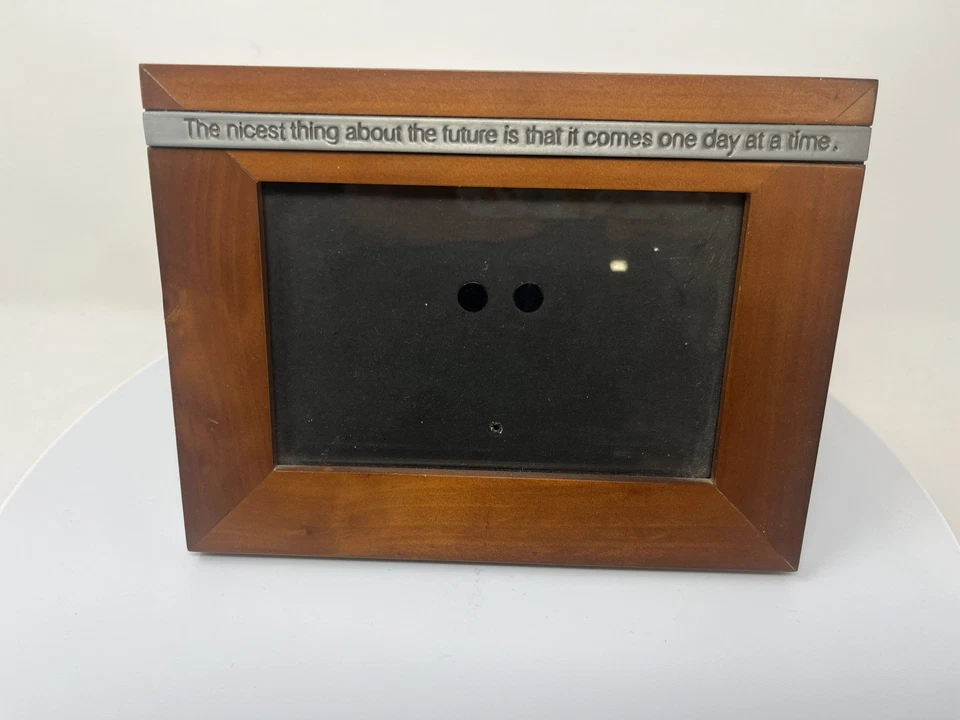 The nicest thing about the future is that it comes one day at a time.